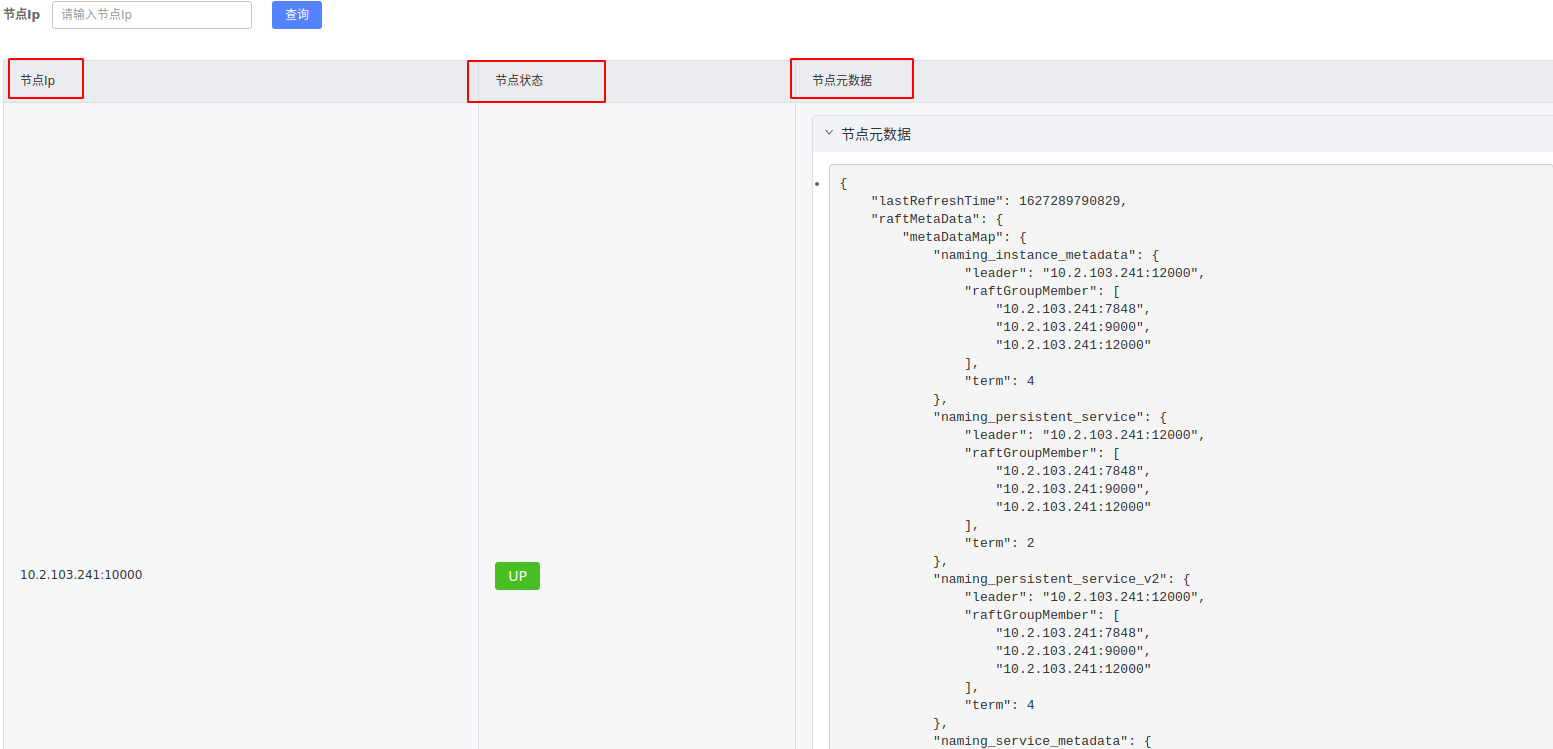 节点Ip 请输入节点Ip 查询
节点Ip 节点状态 节点元数据
节点元数据
{
"lastRefreshTime": 1627289790829,
"raftMetaData": {
"metaDataMap": {
"naming_instance_metadata": {
"leader": "10.2.103.241:12000",
"raftGroupMember": [
"10.2.103.241:7848",
"10.2.103.241:9000",
"10.2.103.241:12000"
],
"term": 4
},
"naming_persistent_service": {
"leader": "10.2.103.241:12000",
"raftGroupMember": [
"10.2.103.241:7848",
"10.2.103.241:9000",
"10.2.103.241:12000"
],
"term": 2
},
10.2.103.241:10000 UP
"naming_persistent_service_v2": {
"leader": "10.2.103.241:12000",
"raftGroupMember": [
"10.2.103.241:7848",
"10.2.103.241:9000",
"10.2.103.241:12000"
],
"term": 4
},
"naming_service_metadata": {